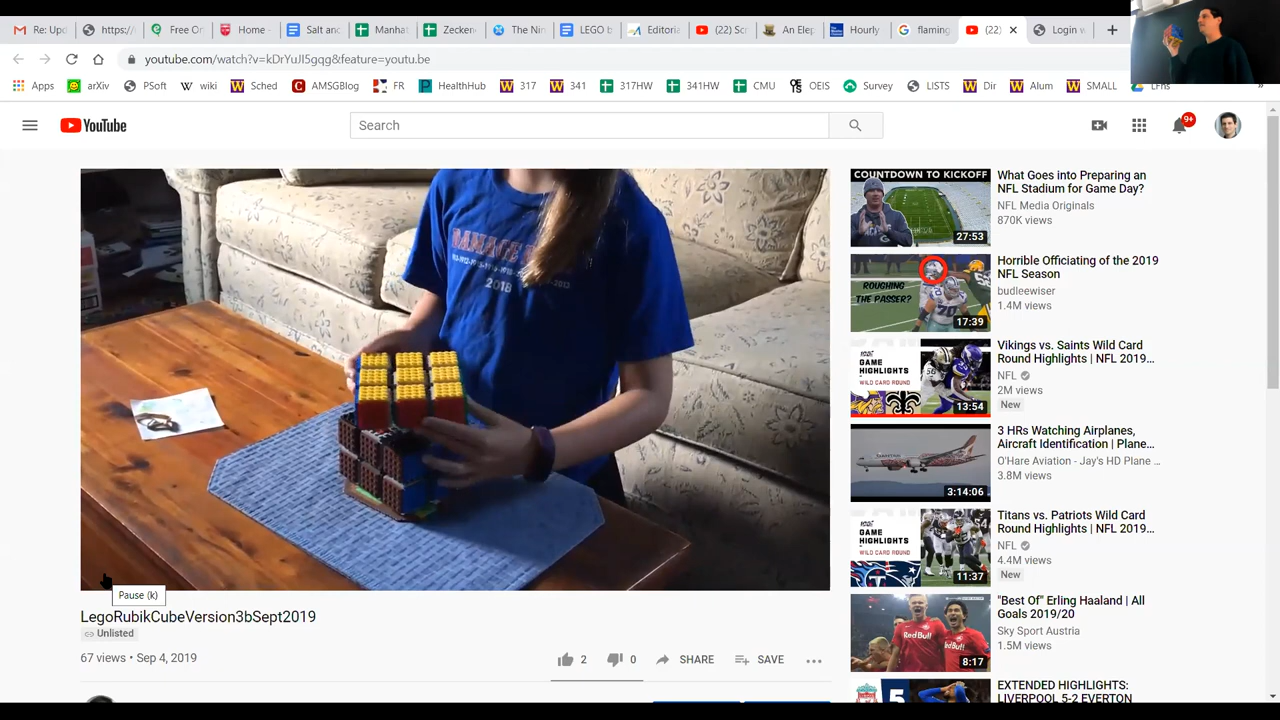 Re: Upd
https:/
Free O
Home
Salt and
Manhat
Zecken
The Nin
LEGO b
Editoria
(22) Sc
An Elep
Hourly
flaming
(22)
Login w
youtube.com/watch?v=kDrYuJI5gqg&feature=youtu.be
Apps
arXiv
PSoft
wiki
Schedu
AMSGBlog
FR
HealthHub
317
341
317HW
341HW
CMU
OEIS
Survey
LISTS
Dir
Alum
SMALL
LFns
YouTube
Search
9+
2018
Pause (k)
LegoRubikCubeVersion3bSept2019
Unlisted
67 views • Sep 4, 2019
2
0
SHARE
SAVE
COUNTDOWN TO KICKOFF
27:53
What Goes into Preparing an
NFL Stadium for Game Day?
NFL Media Originals
870K views
ROUGHING
THE PASSER?
17:39
Horrible Officiating of the 2019
NFL Season
budleewiser
1.4M views
GAME
HIGHLIGHTS
WILD CARD ROUND
13:54
Vikings vs. Saints Wild Card
Round Highlights | NFL 2019...
NFL
2M views
New
3:14:06
3 HRs Watching Airplanes,
Aircraft Identification | Plane...
O'Hare Aviation - Jay's HD Plane ...
3.8M views
GAME
HIGHLIGHTS
WILD CARD ROUND
11:37
Titans vs. Patriots Wild Card
Round Highlights | NFL 2019...
NFL
4.4M views
New
Red Bull
8:17
"Best Of" Erling Haaland | All
Goals 2019/20
Sky Sport Austria
1.5M views
5
EXTENDED HIGHLIGHTS:
LIVERPOOL 5-2 EVERTON